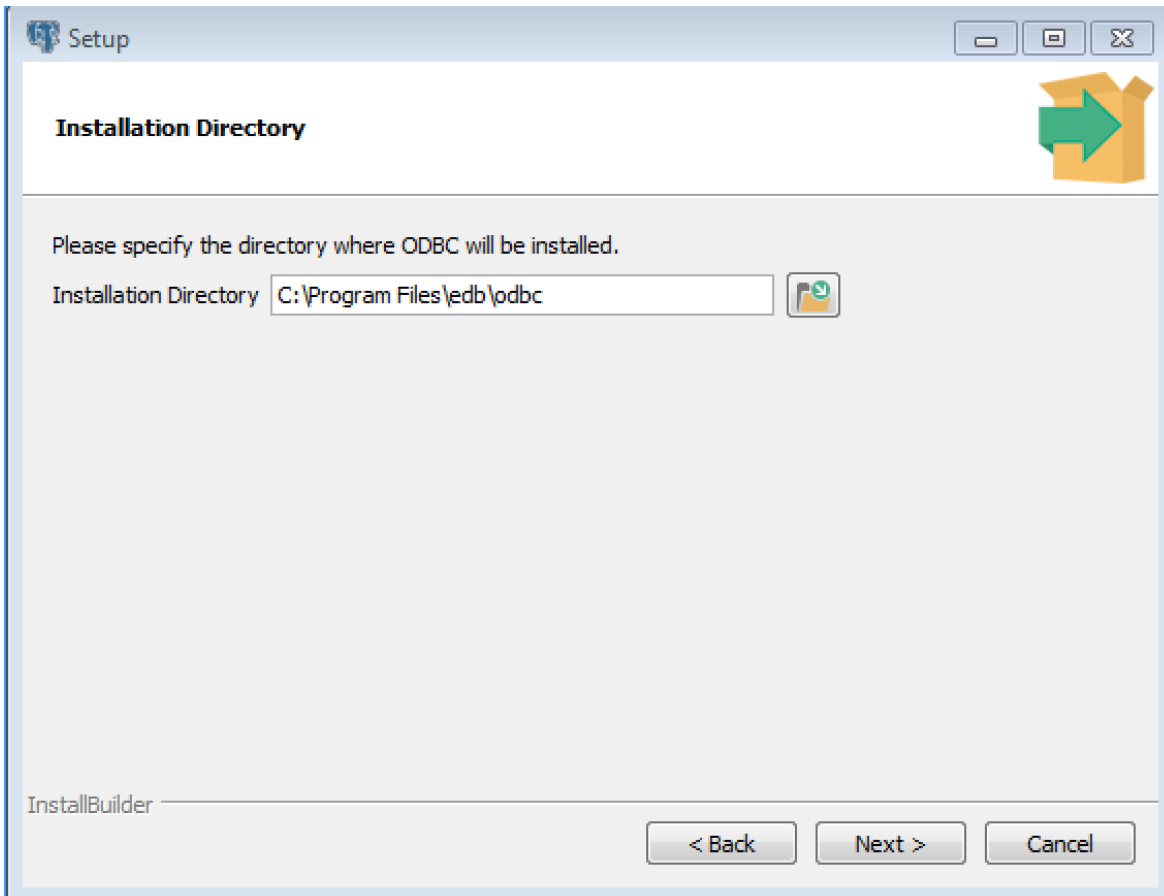 Setup
Installation Directory
Please specify the directory where ODBC will be installed.
Installation Directory C:\Program Files\edb\odbc
InstallBuilder
< Back Next > Cancel